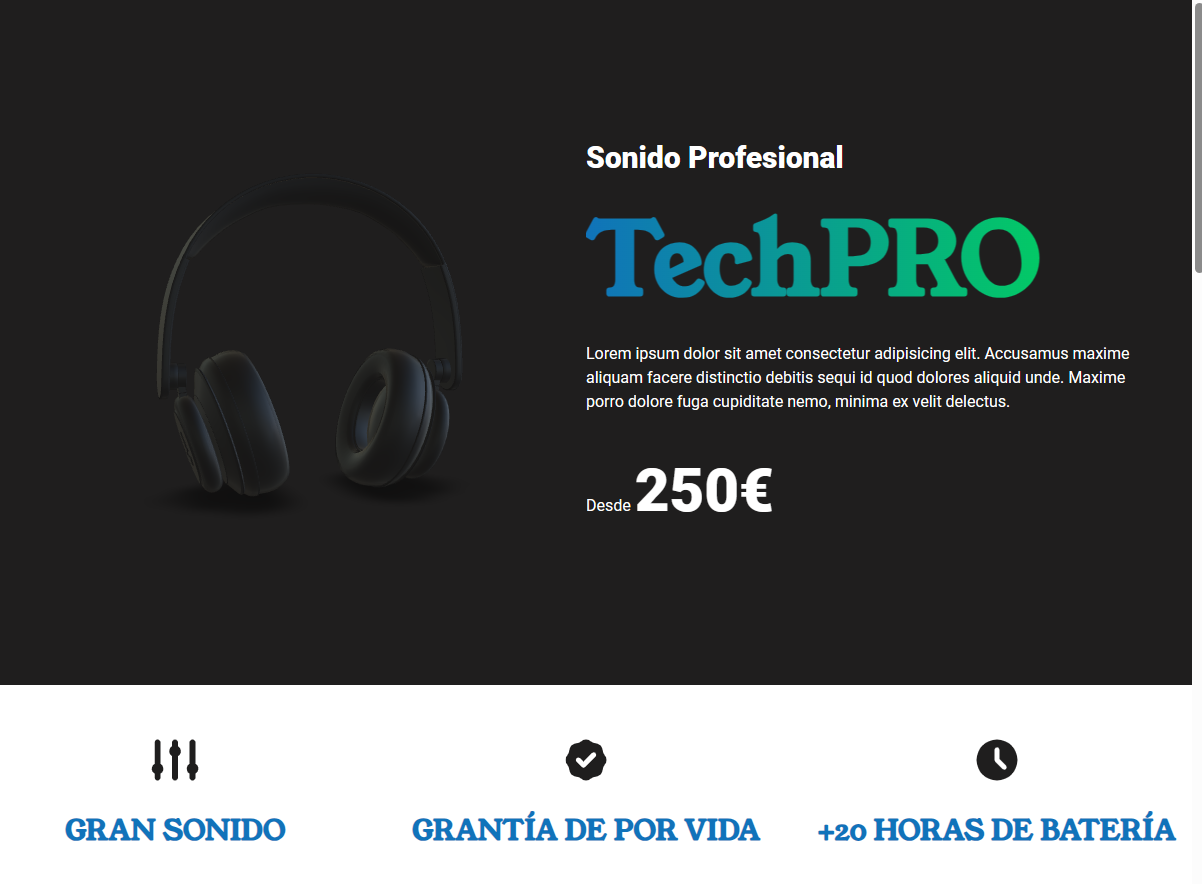 Sonido Profesional
TechPRO
Lorem ipsum dolor sit amet consectetur adipisicing elit. Accusamus maxime
aliquam facere distinctio debitis sequi id quod dolores aliquid unde. Maxime
porro dolore fuga cupiditate nemo, minima ex velit delectus.
Desde 250€
GRAN SONIDO
GRANTÍA DE POR VIDA
+20 HORAS DE BATERÍA